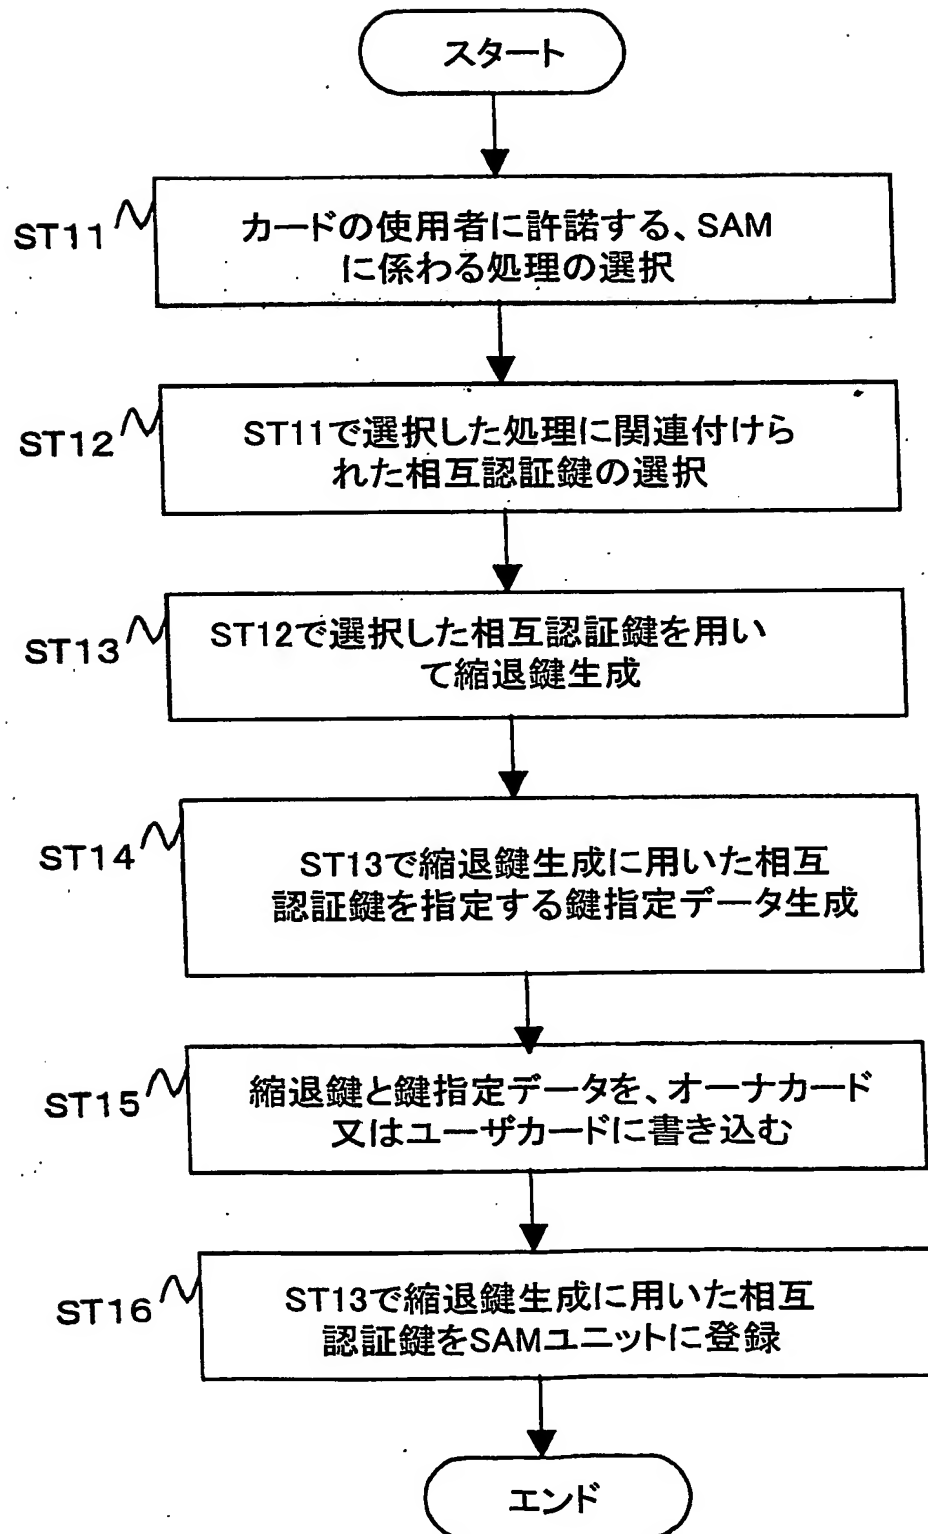 スタート
ST11
カードの使用者に許諾する、SAM
に係わる処理の選択
ST12
ST11で選択した処理に関連付けら
れた相互認証鍵の選択
ST13
ST12で選択した相互認証鍵を用い
て縮退鍵生成
ST14
ST13で縮退鍵生成に用いた相互
認証鍵を指定する鍵指定データ生成
ST15
縮退鍵と鍵指定データを、オーナカード
又はユーザカードに書き込む
ST16
ST13で縮退鍵生成に用いた相互
認証鍵をSAMユニットに登録
エンド